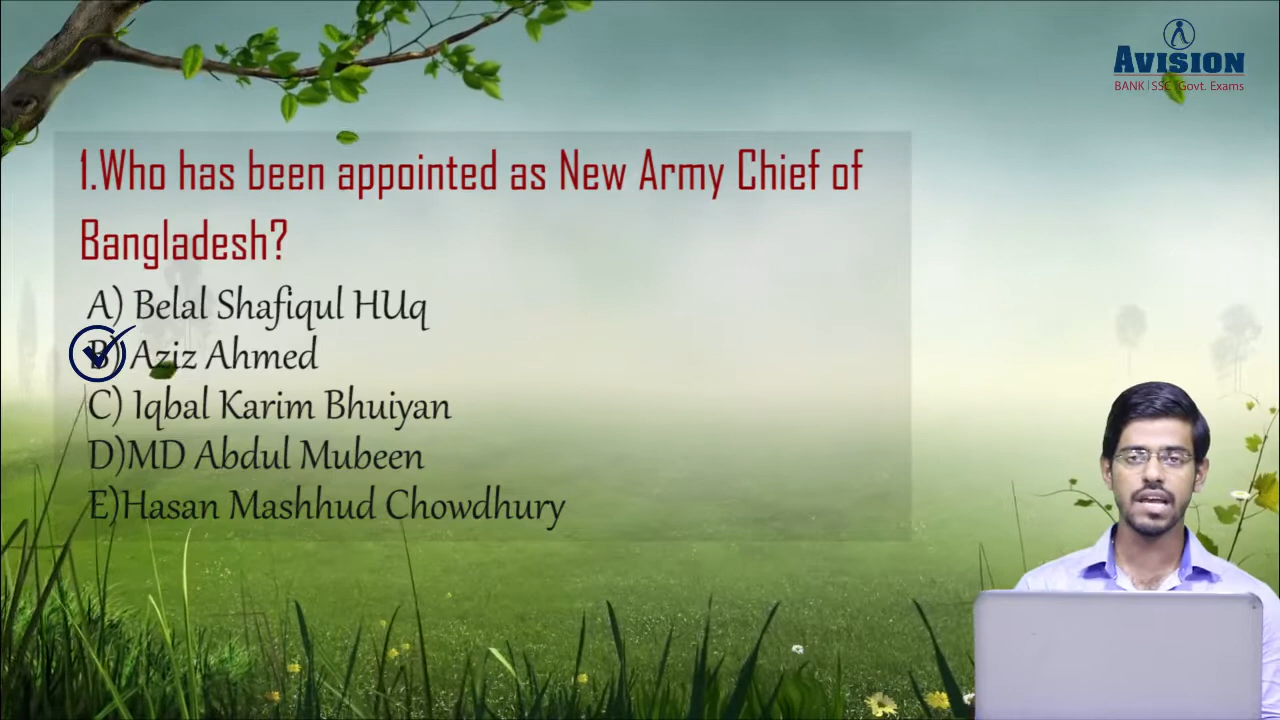 AVISION
BANK | SSC | Govt. Exams
1.Who has been appointed as New Army Chief of
Bangladesh?
A) Belal Shafiqul HUq
B) Aziz Ahmed
C) Iqbal Karim Bhuiyan
D)MD Abdul Mubeen
E)Hasan Mashhud Chowdhury